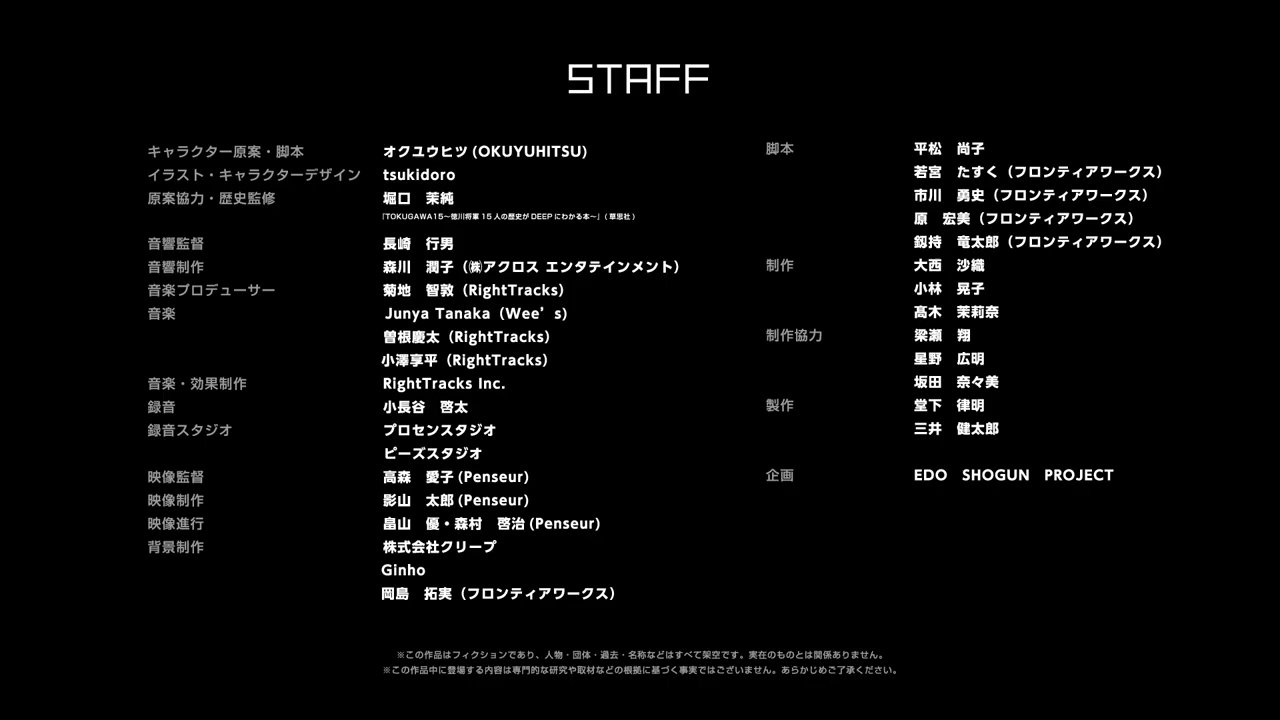 STAFF
キャラクター原案・脚本　オクユウヒツ (OKUYUHITSU)
イラスト・キャラクターデザイン　tsukidoro
原案協力・歴史監修　堀口　茉純
「TOKUGAWA15～徳川将軍 15 人の歴史が DEEP にわかる本～」( 草思社 )
音響監督　長崎　行男
音響制作　森川　潤子（㈱アクロス エンタテインメント）
音楽プロデューサー　菊地　智敦（RightTracks）
音楽　Junya Tanaka（Wee’s）
曽根慶太（RightTracks）
小澤享平（RightTracks）
音楽・効果制作　RightTracks Inc.
録音　小長谷　啓太
録音スタジオ　プロセンスタジオ
ピーズスタジオ
映像監督　高森　愛子 (Penseur)
映像制作　影山　太郎 (Penseur)
映像進行　畠山　優・森村　啓治 (Penseur)
背景制作　株式会社クリープ
Ginho
岡島　拓実（フロンティアワークス）
脚本　平松　尚子
若宮　たすく（フロンティアワークス）
市川　勇史（フロンティアワークス）
原　宏美（フロンティアワークス）
釼持　竜太郎（フロンティアワークス）
制作　大西　沙織
小林　晃子
髙木　茉莉奈
制作協力　梁瀬　翔
星野　広明
坂田　奈々美
製作　堂下　律明
三井　健太郎
企画　EDO　SHOGUN　PROJECT
※この作品はフィクションであり、人物・団体・過去・名称などはすべて架空です。実在のものとは関係ありません。
※この作品中に登場する内容は専門的な研究や取材などの根拠に基づく事実ではございません。あらかじめご了承ください。